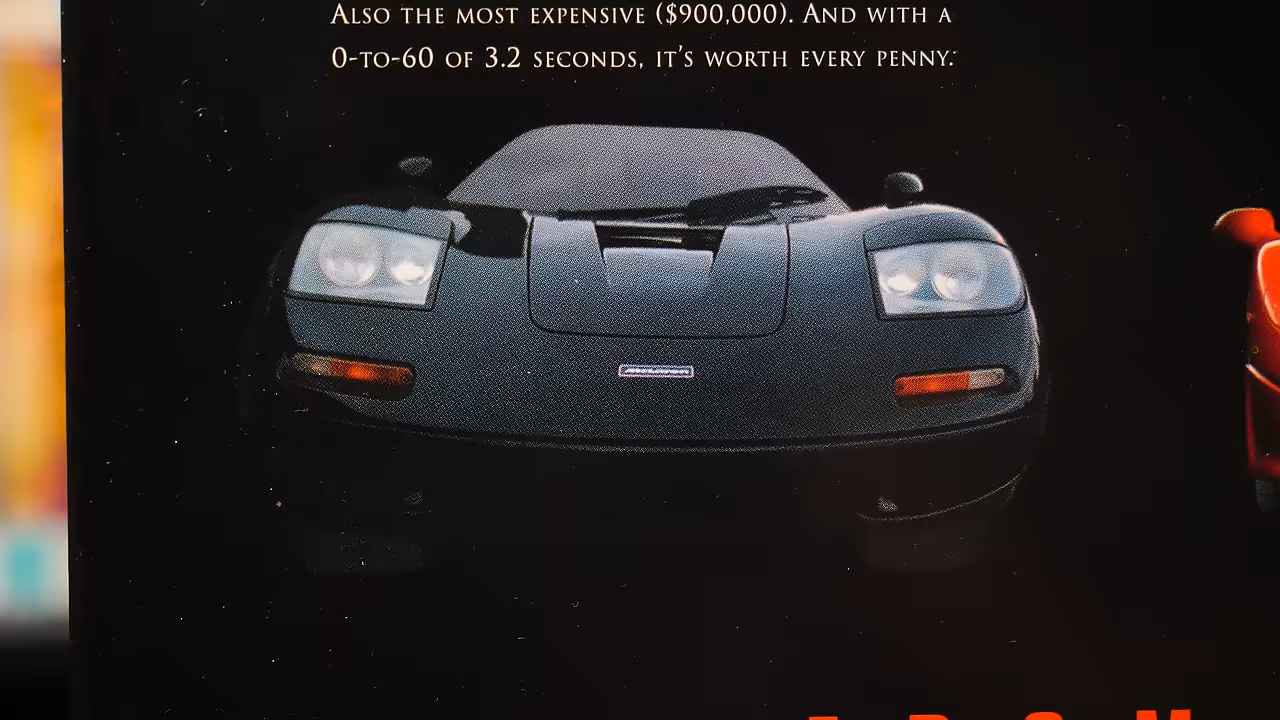 Also the most expensive ($900,000). And with a
0-to-60 of 3.2 seconds, it's worth every penny.